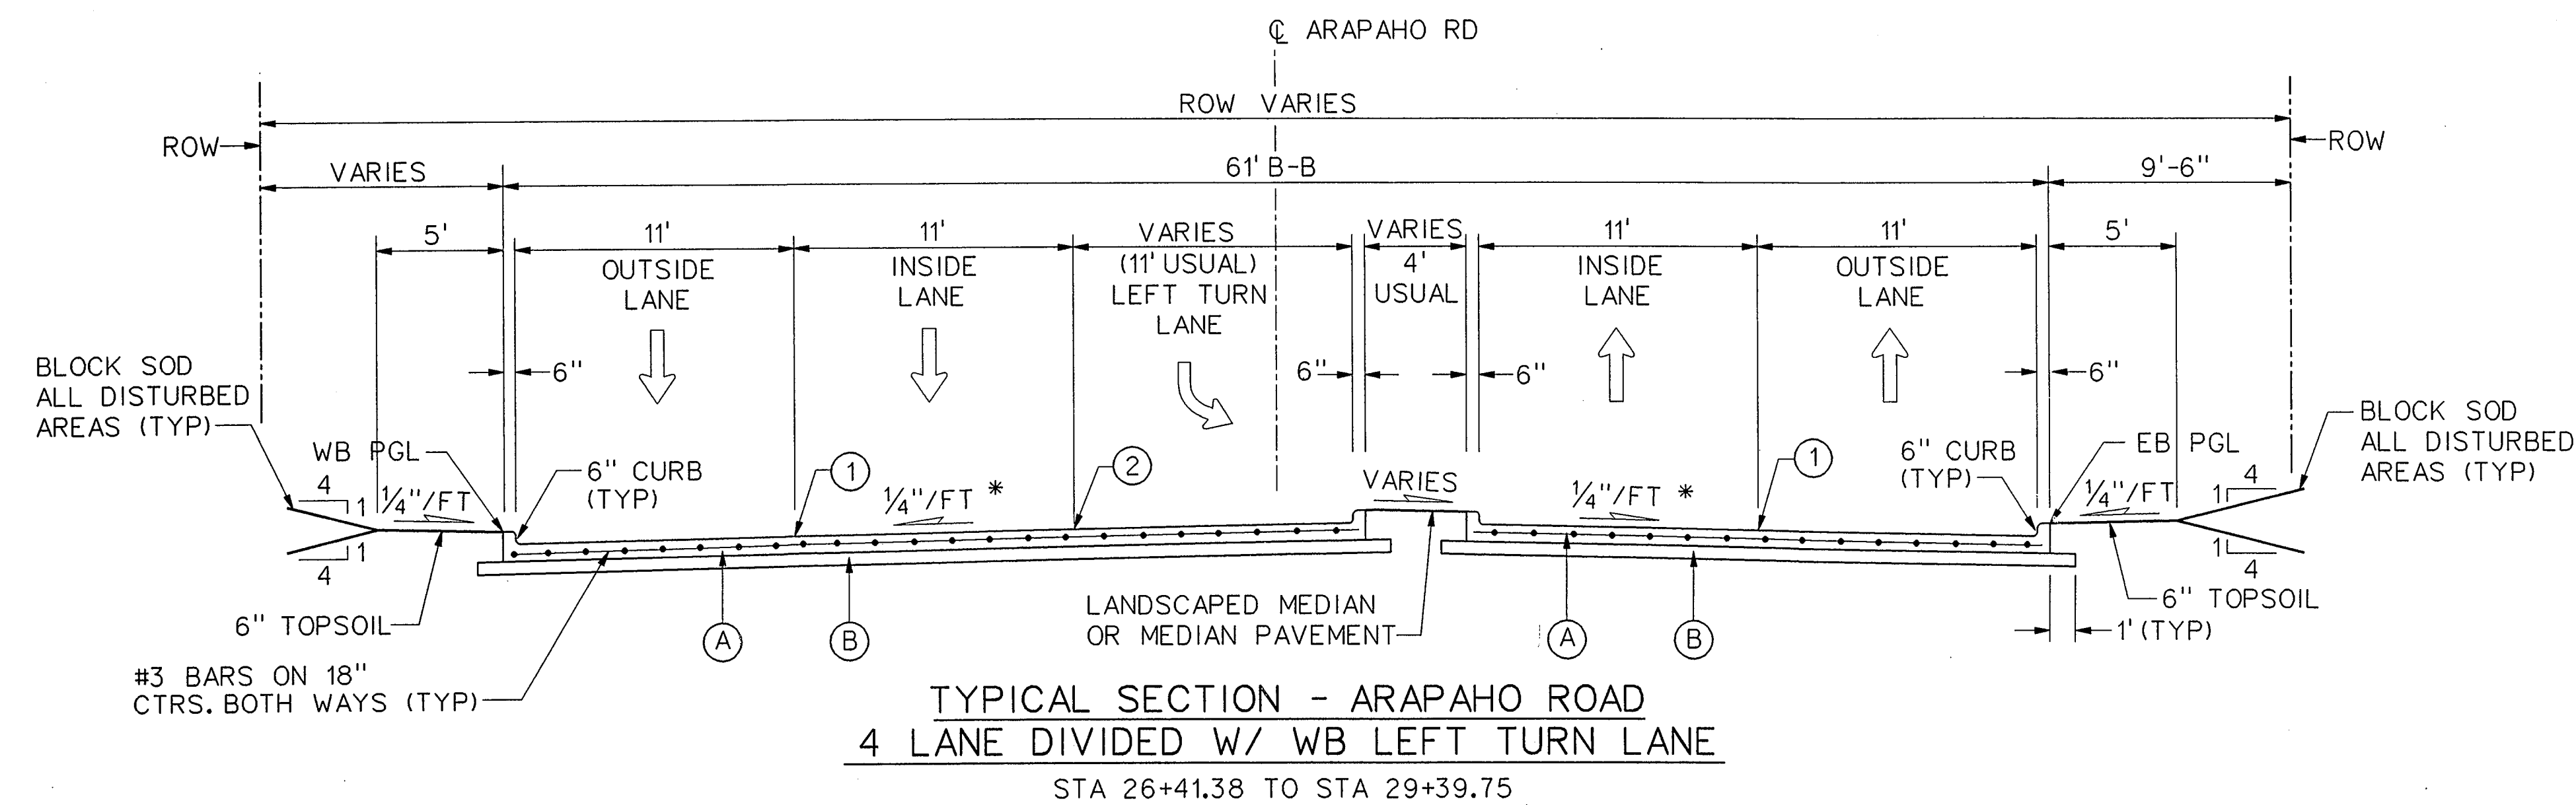 ℄ ARAPAHO RD
ROW VARIES
ROW
ROW
VARIES
61' B-B
9'-6"
5'
11'
11'
VARIES
VARIES
11'
11'
5'
OUTSIDE
LANE
INSIDE
LANE
(11' USUAL)
LEFT TURN
LANE
4'
USUAL
INSIDE
LANE
OUTSIDE
LANE
6"
6"
6"
6"
BLOCK SOD
ALL DISTURBED
AREAS (TYP)
BLOCK SOD
ALL DISTURBED
AREAS (TYP)
WB PGL
6" CURB
(TYP)
1
2
VARIES
1
6" CURB
(TYP)
EB PGL
4
1
1/4"/FT
1/4"/FT *
1/4"/FT *
1/4"/FT
4
1
1
4
1
4
6" TOPSOIL
#3 BARS ON 18"
CTRS. BOTH WAYS (TYP)
A
B
LANDSCAPED MEDIAN
OR MEDIAN PAVEMENT
A
B
6" TOPSOIL
1' (TYP)
TYPICAL SECTION - ARAPAHO ROAD
4 LANE DIVIDED W/ WB LEFT TURN LANE
STA 26+41.38 TO STA 29+39.75